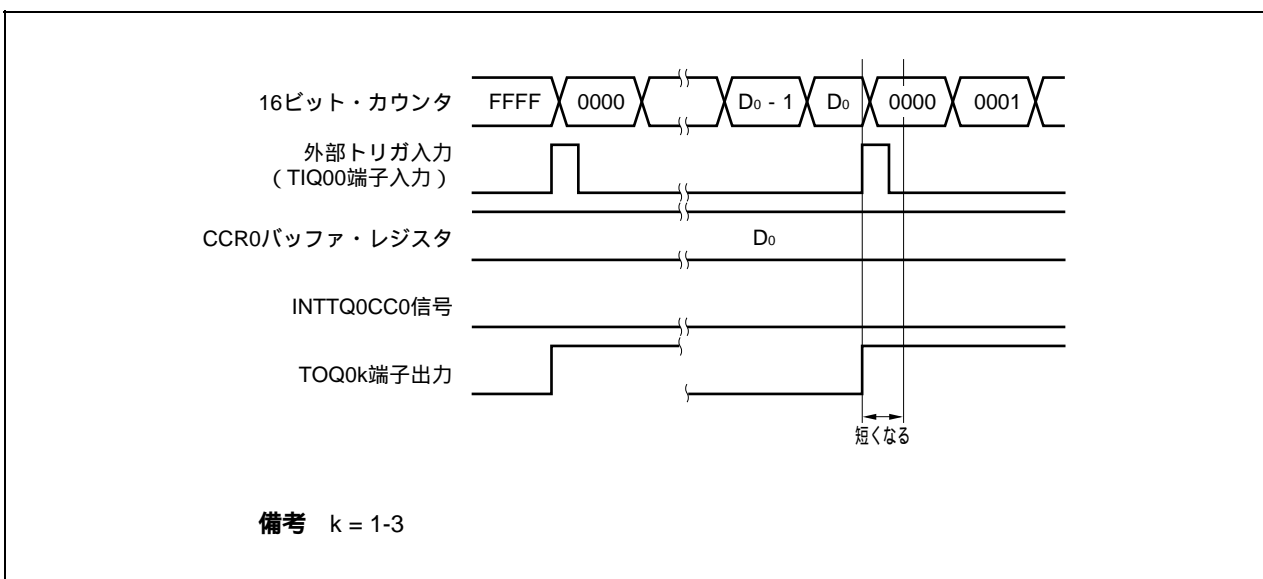 16ビット・カウンタ FFFF 0000 D0 - 1 D0 0000 0001
外部トリガ入力
（TIQ00端子入力）
CCR0バッファ・レジスタ D0
INTTQ0CC0信号
TOQ0k端子出力
短くなる
備考 k = 1-3